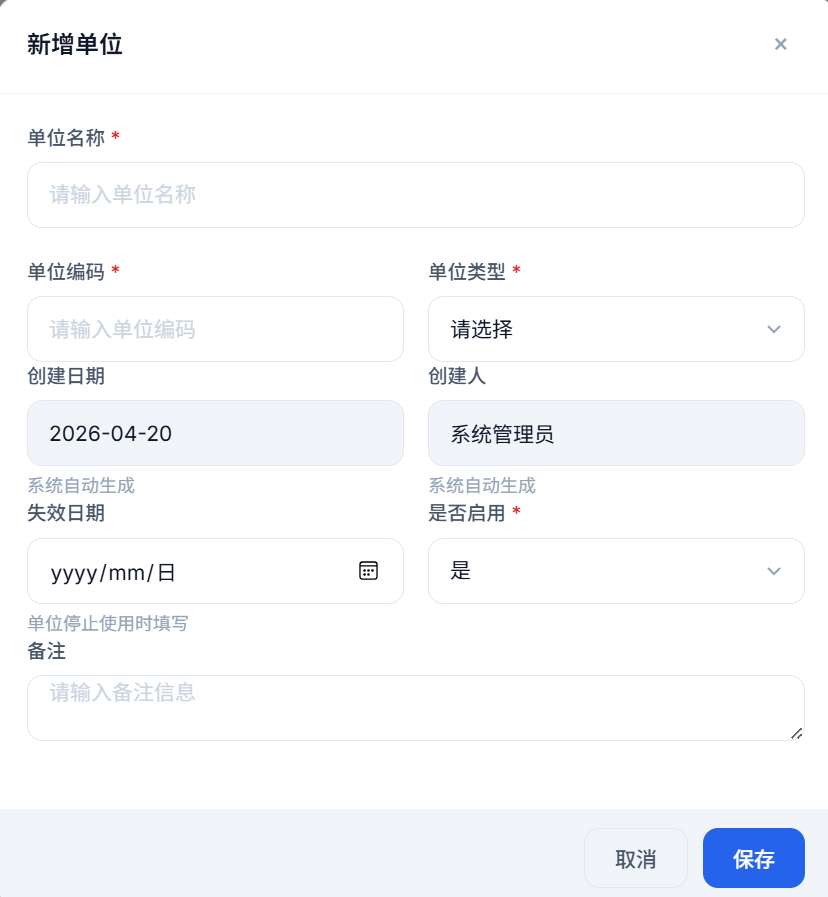 新增单位
×
单位名称 *
请输入单位名称
单位编码 *
单位类型 *
请输入单位编码
请选择
创建日期
创建人
2026-04-20
系统管理员
系统自动生成
系统自动生成
失效日期
是否启用 *
yyyy/mm/日
是
单位停止使用时填写
备注
请输入备注信息
取消
保存